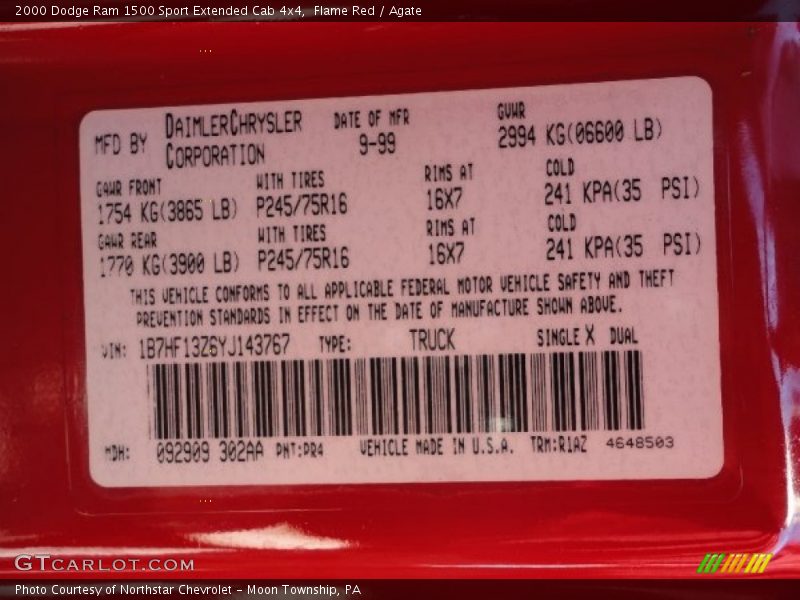 2000 Dodge Ram 1500 Sport Extended Cab 4x4, Flame Red / Agate
MFD BY DAIMLERCHRYSLER CORPORATION DATE OF MFR 9-99 GVWR 2994 KG(06600 LB)
GAWR FRONT WITH TIRES RIMS AT COLD
1754 KG(3865 LB) P245/75R16 16X7 241 KPA(35 PSI)
GAWR REAR WITH TIRES RIMS AT COLD
1770 KG(3900 LB) P245/75R16 16X7 241 KPA(35 PSI)
THIS VEHICLE CONFORMS TO ALL APPLICABLE FEDERAL MOTOR VEHICLE SAFETY AND THEFT
PREVENTION STANDARDS IN EFFECT ON THE DATE OF MANUFACTURE SHOWN ABOVE.
VIN: 1B7HF13Z6YJ143767 TYPE: TRUCK SINGLE X DUAL
MDH: 092909 302AA PNT:PR4 VEHICLE MADE IN U.S.A. TRM:R1AZ 4648503
GTCARLOT.COM
Photo Courtesy of Northstar Chevrolet - Moon Township, PA